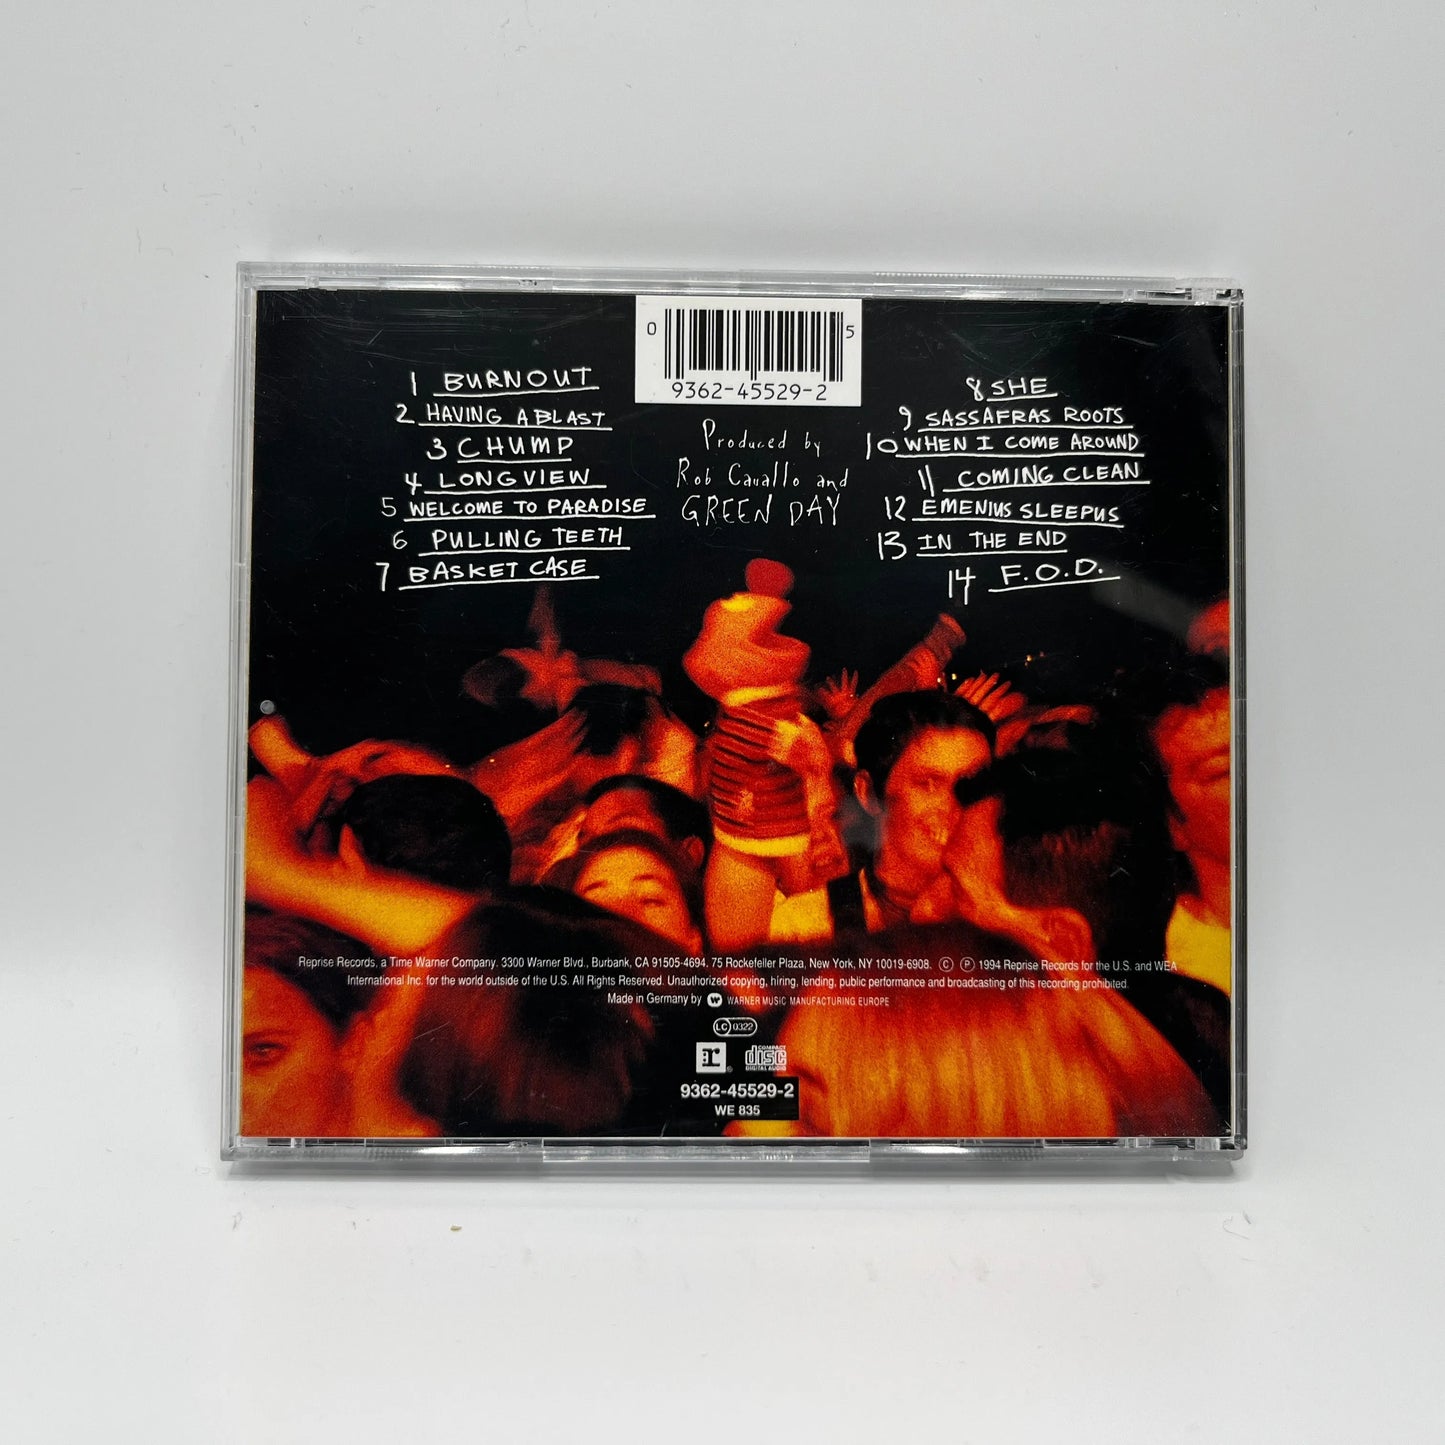 0 5
9362-45529-2
1 BURNOUT
2 HAVING A BLAST
3 CHUMP
4 LONGVIEW
5 WELCOME TO PARADISE
6 PULLING TEETH
7 BASKET CASE
Produced by
Rob Cavallo and
GREEN DAY
8 SHE
9 SASSAFRAS ROOTS
10 WHEN I COME AROUND
11 COMING CLEAN
12 EMENIUS SLEEPUS
13 IN THE END
14 F.O.D.
Reprise Records, a Time Warner Company. 3300 Warner Blvd., Burbank, CA 91505-4694. 75 Rockefeller Plaza, New York, NY 10019-6908. © ℗ 1994 Reprise Records for the U.S. and WEA
International Inc. for the world outside of the U.S. All Rights Reserved. Unauthorized copying, hiring, lending, public performance and broadcasting of this recording prohibited.
Made in Germany by W WARNER MUSIC MANUFACTURING EUROPE
LC 0322
r ® COMPACT disc DIGITAL AUDIO
9362-45529-2
WE 835